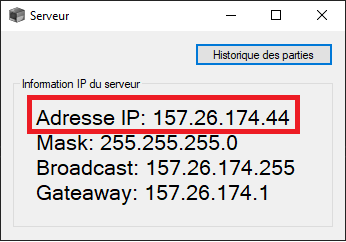 Serveur
Historique des parties
Information IP du serveur
Adresse IP: 157.26.174.44
Mask: 255.255.255.0
Broadcast: 157.26.174.255
Gateaway: 157.26.174.1